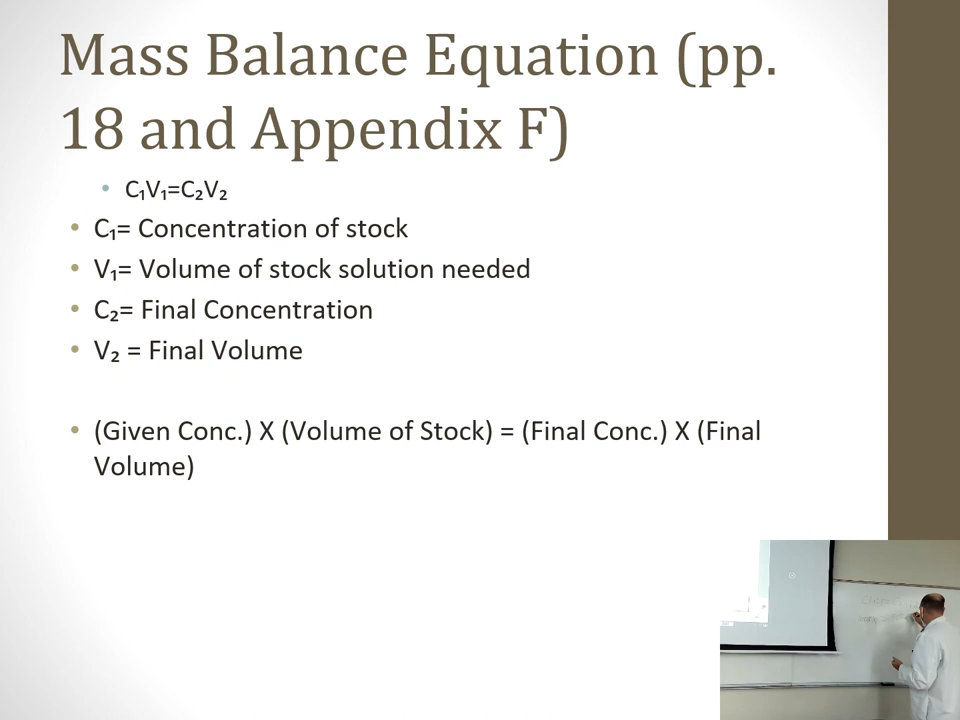 Mass Balance Equation (pp.
18 and Appendix F)
• C₁V₁=C₂V₂
• C₁= Concentration of stock
• V₁= Volume of stock solution needed
• C₂= Final Concentration
• V₂ = Final Volume
• (Given Conc.) X (Volume of Stock) = (Final Conc.) X (Final
Volume)